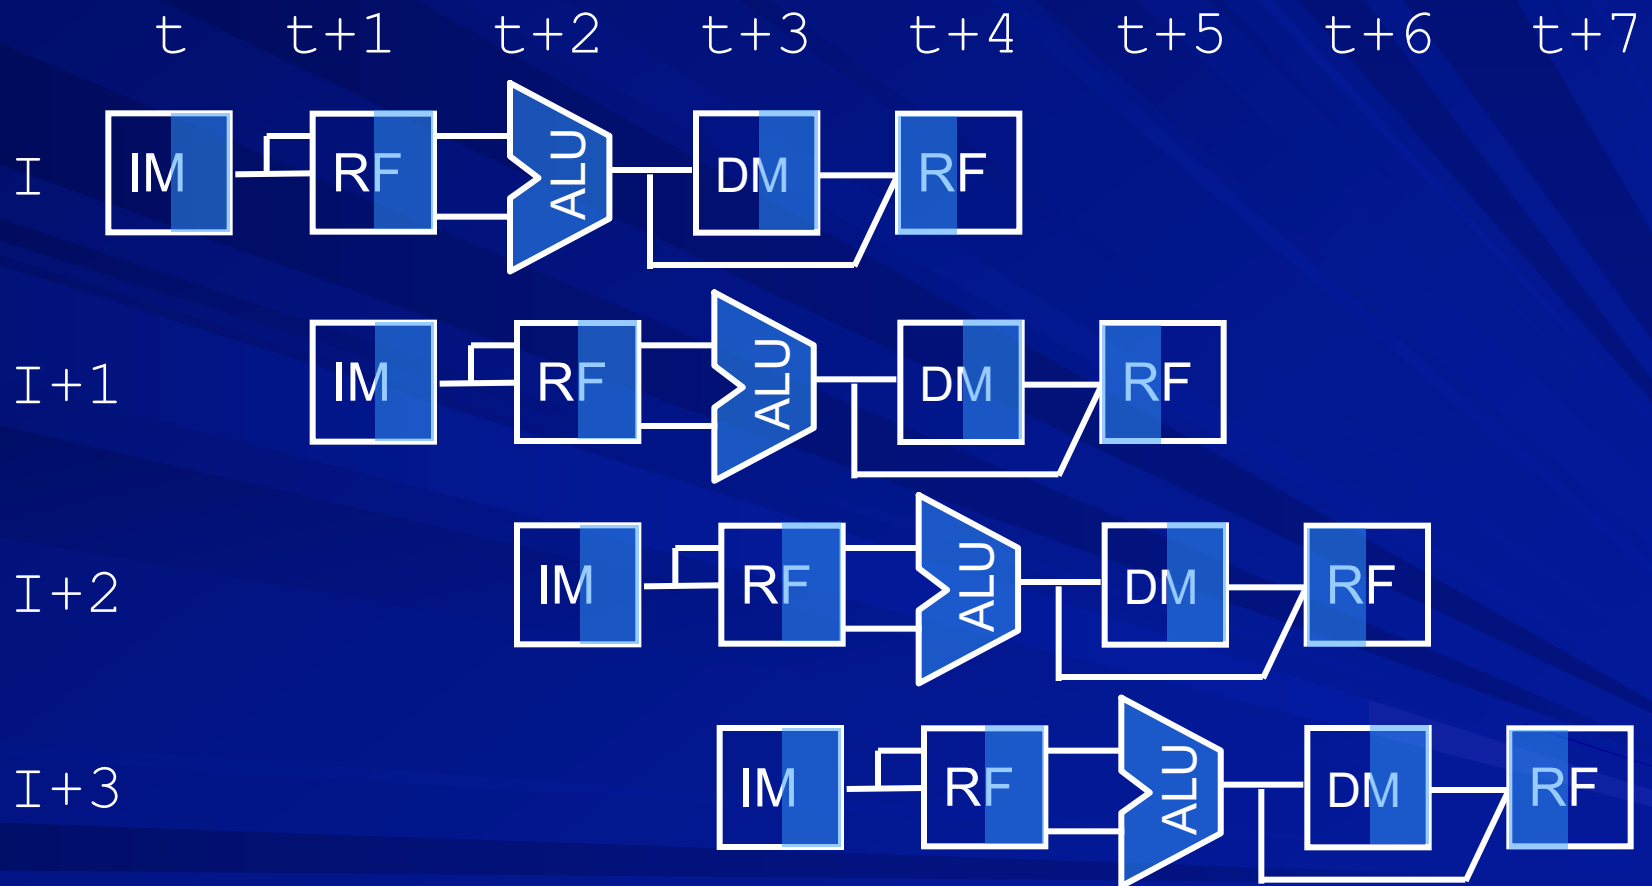 t t+1 t+2 t+3 t+4 t+5 t+6 t+7
I IM RF ALU DM RF
I+1 IM RF ALU DM RF
I+2 IM RF ALU DM RF
I+3 IM RF ALU DM RF